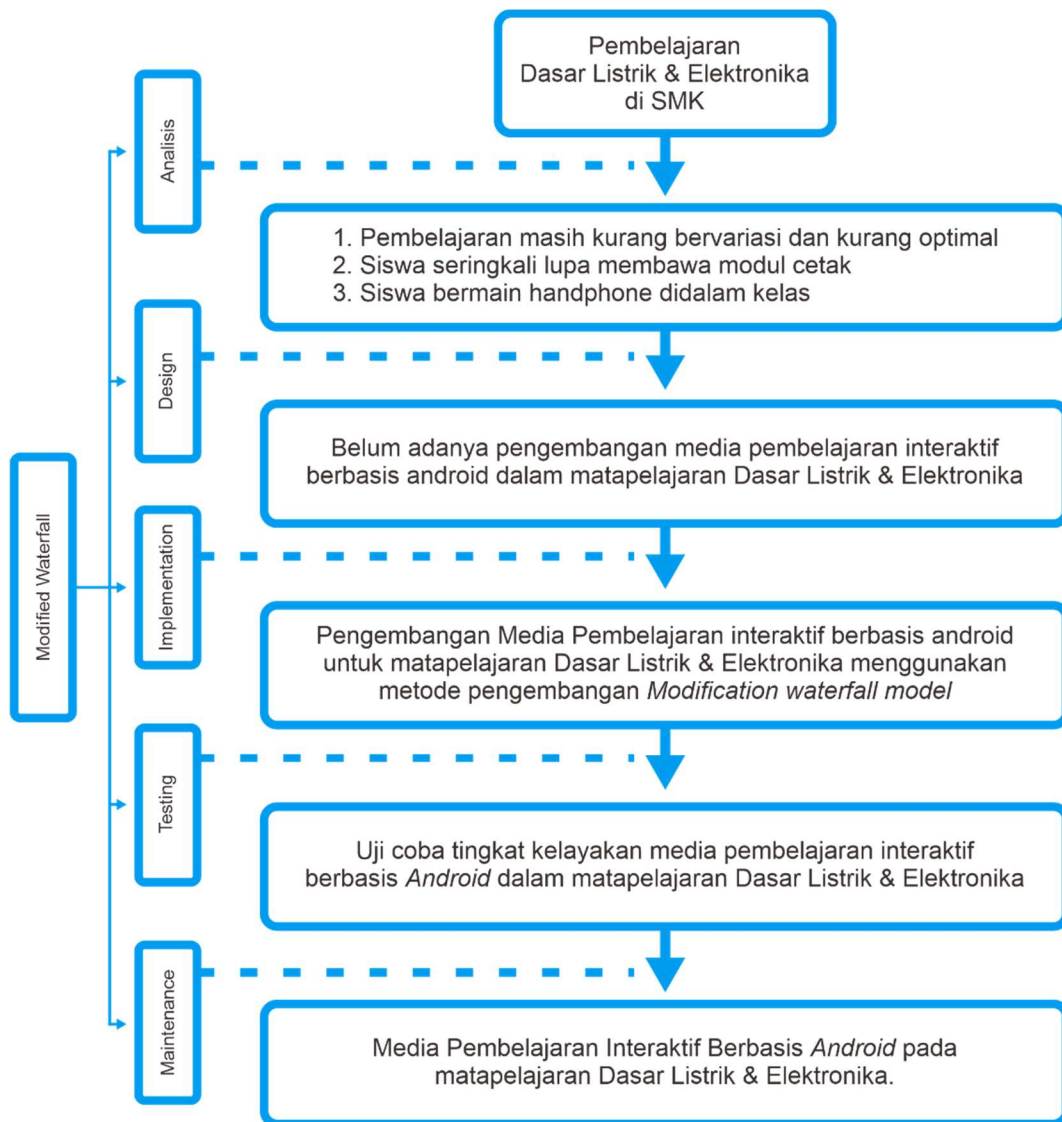 Pembelajaran
Dasar Listrik & Elektronika
di SMK
Analisis
1. Pembelajaran masih kurang bervariasi dan kurang optimal
2. Siswa seringkali lupa membawa modul cetak
3. Siswa bermain handphone didalam kelas
Design
Belum adanya pengembangan media pembelajaran interaktif
berbasis android dalam matapelajaran Dasar Listrik & Elektronika
Modified Waterfall
Implementation
Pengembangan Media Pembelajaran interaktif berbasis android
untuk matapelajaran Dasar Listrik & Elektronika menggunakan
metode pengembangan Modification waterfall model
Testing
Uji coba tingkat kelayakan media pembelajaran interaktif
berbasis Android dalam matapelajaran Dasar Listrik & Elektronika
Maintenance
Media Pembelajaran Interaktif Berbasis Android pada
matapelajaran Dasar Listrik & Elektronika.